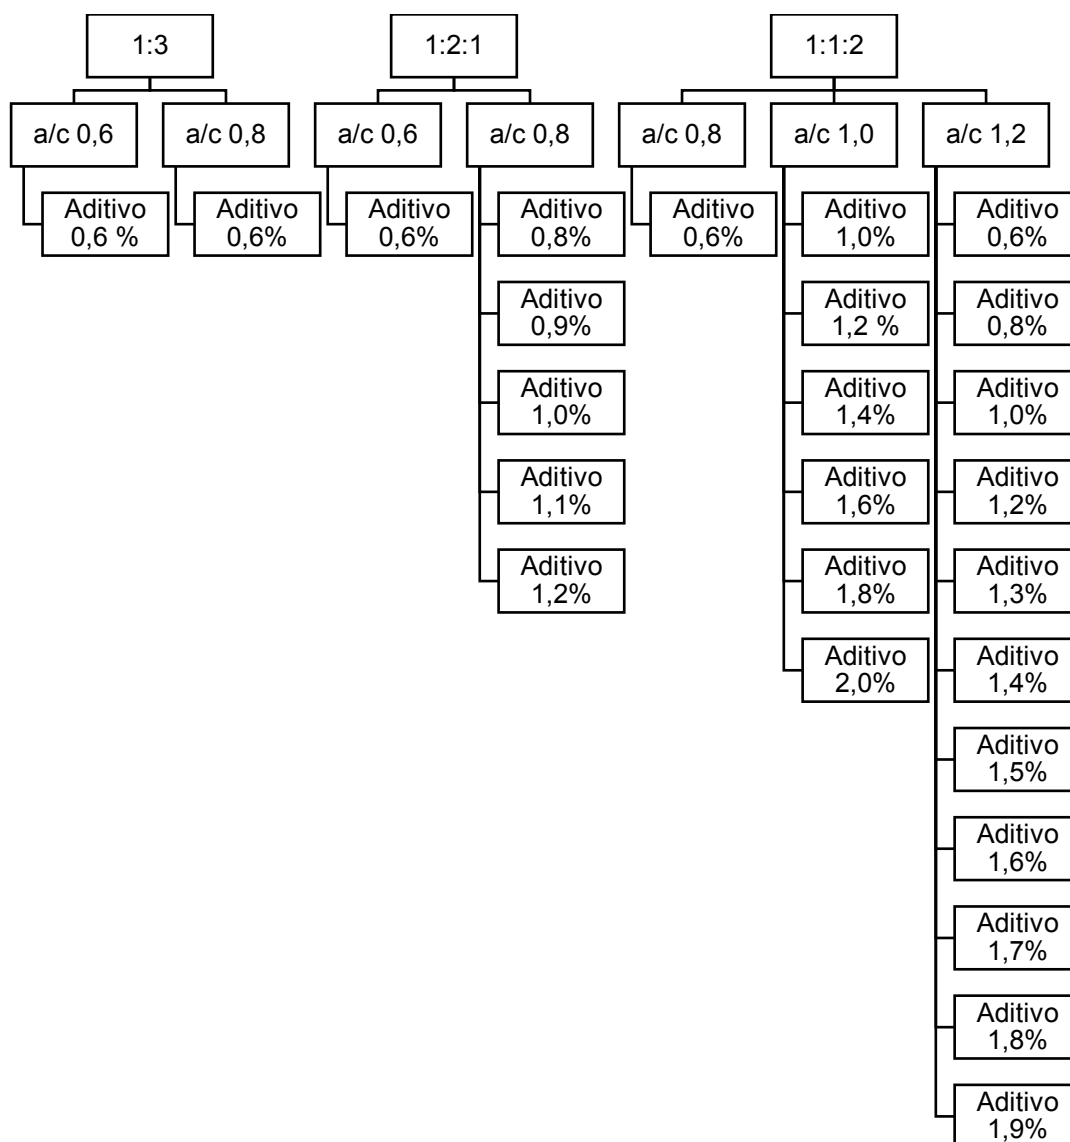 1:3
1:2:1
1:1:2
a/c 0,6
a/c 0,8
a/c 0,6
a/c 0,8
a/c 0,8
a/c 1,0
a/c 1,2
Aditivo
0,6 %
Aditivo
0,6%
Aditivo
0,6%
Aditivo
0,8%
Aditivo
0,9%
Aditivo
1,0%
Aditivo
1,1%
Aditivo
1,2%
Aditivo
0,6%
Aditivo
1,0%
Aditivo
1,2 %
Aditivo
1,4%
Aditivo
1,6%
Aditivo
1,8%
Aditivo
2,0%
Aditivo
0,6%
Aditivo
0,8%
Aditivo
1,0%
Aditivo
1,2%
Aditivo
1,3%
Aditivo
1,4%
Aditivo
1,5%
Aditivo
1,6%
Aditivo
1,7%
Aditivo
1,8%
Aditivo
1,9%